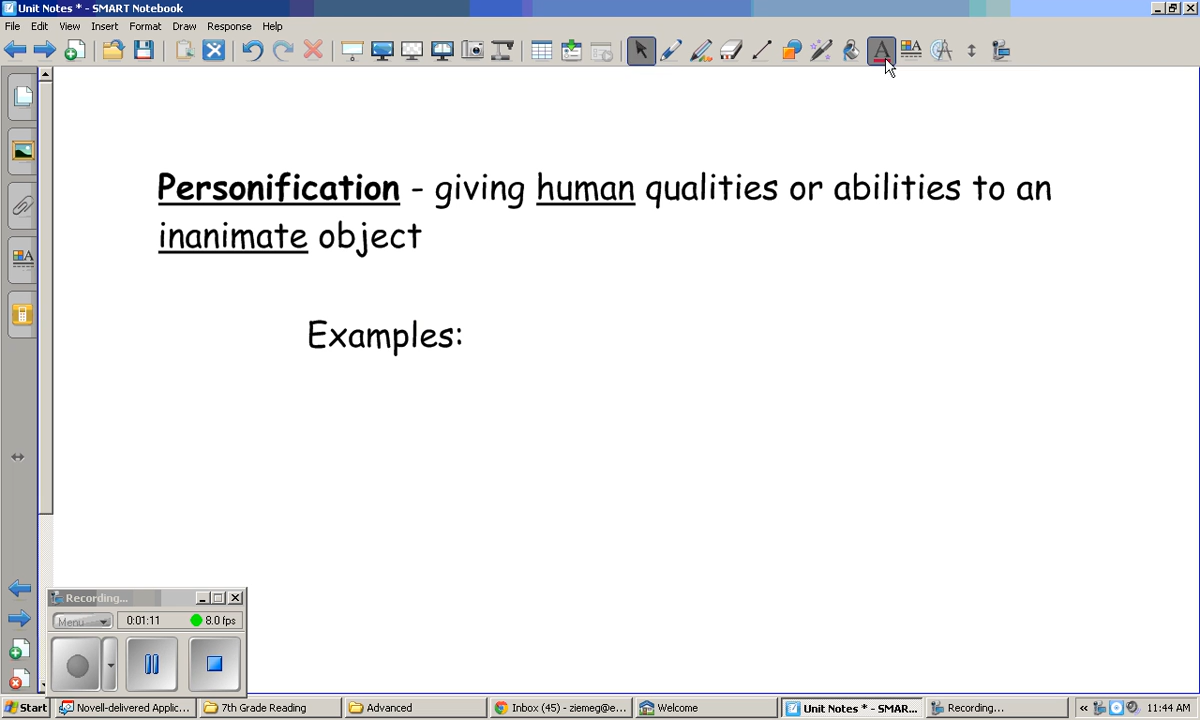 Unit Notes * - SMART Notebook
File Edit View Insert Format Draw Response Help
Personification - giving human qualities or abilities to an
inanimate object
Examples:
Recording...
Menu 0:01:11 8.0 fps
Start Novell-delivered Applic... 7th Grade Reading Advanced Inbox (45) - ziemeg@e... Welcome Unit Notes * - SMAR... Recording... « 11:44 AM